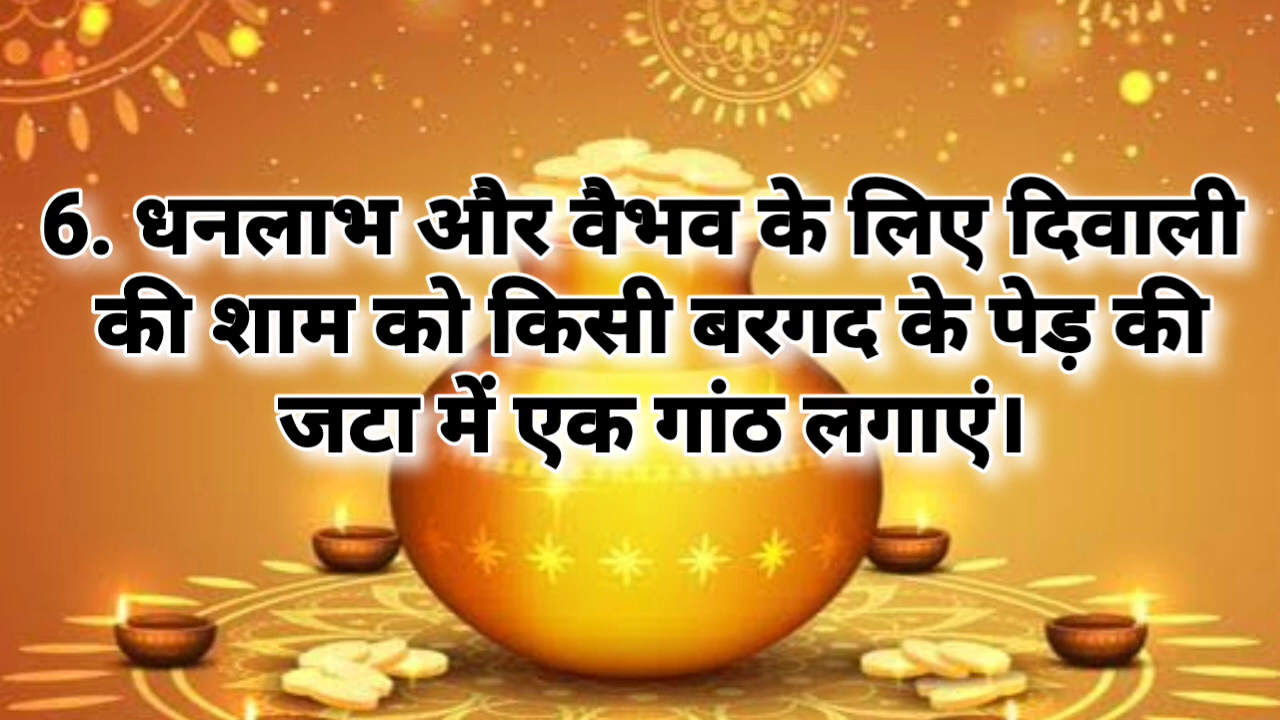 6. धनलाभ और वैभव के लिए दिवाली
की शाम को किसी बरगद के पेड़ की
जटा में एक गांठ लगाएं।